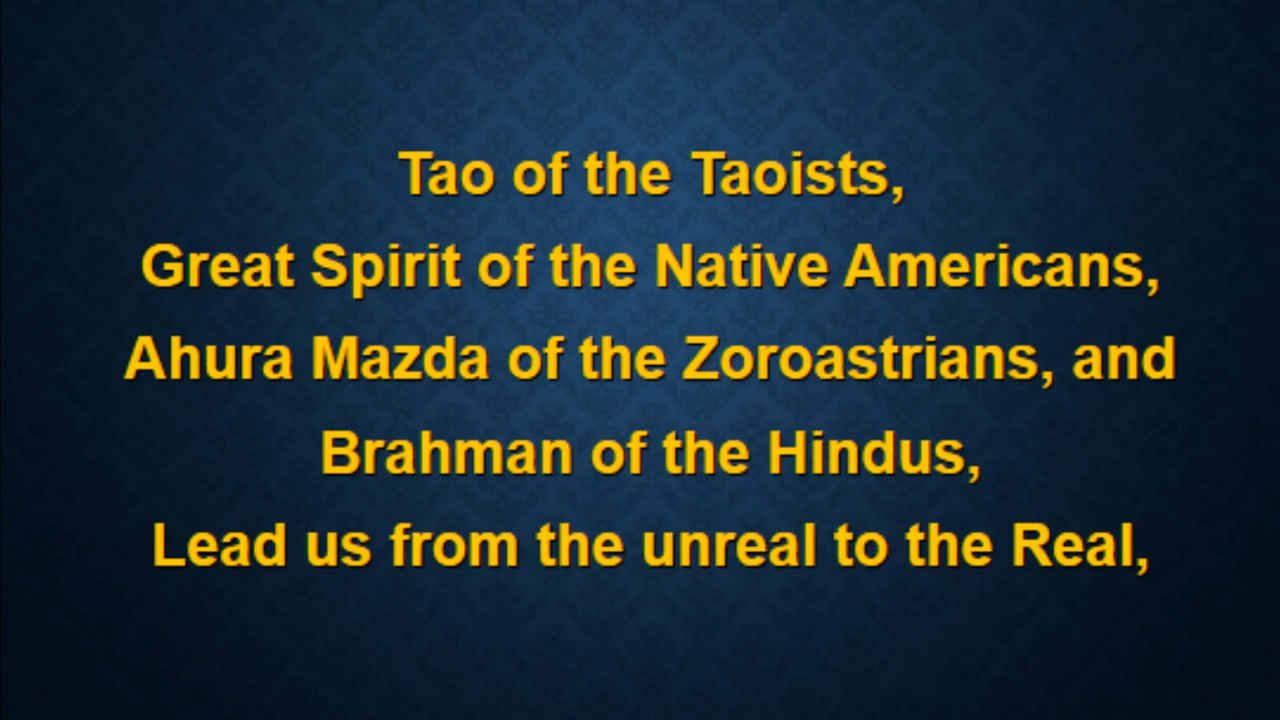 Tao of the Taoists,
Great Spirit of the Native Americans,
Ahura Mazda of the Zoroastrians, and
Brahman of the Hindus,
Lead us from the unreal to the Real,